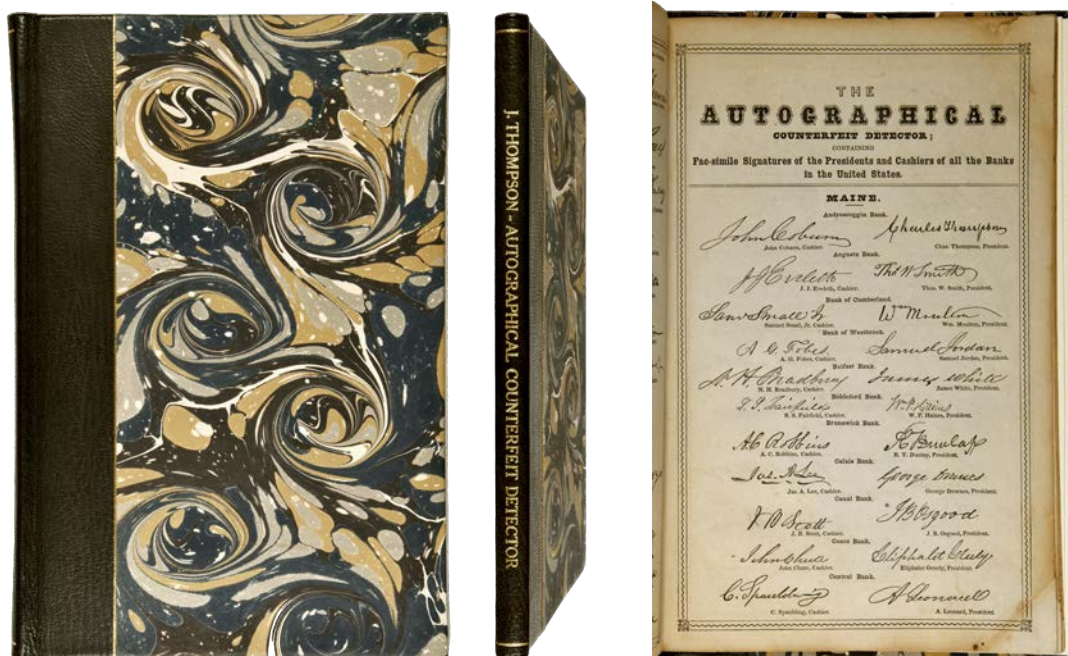 J. THOMPSON – AUTOGRAPHICAL COUNTERFEIT DETECTOR
THE
AUTOGRAPHICAL
COUNTERFEIT DETECTOR;
CONTAINING
Fac-simile Signatures of the Presidents and Cashiers of all the Banks
in the United States.
MAINE.
Androscoggin Bank.
John Coburn Charles Thompson
John Coburn, Cashier. Chas. Thompson, President.
Augusta Bank.
J J Eveleth Thos W Smith
J. J. Eveleth, Cashier. Thos. W. Smith, President.
Bank of Cumberland.
Saml Small Jr Wm Moulton
Samuel Small, Jr. Cashier. Wm. Moulton, President.
Bank of Westbrook.
A G. Fobes Samuel Jordan
A. G. Fobes, Cashier. Samuel Jordan, President.
Belfast Bank.
N. H. Bradbury James White
N. H. Bradbury, Cashier. James White, President.
Biddeford Bank.
S. S. Fairfield W. P. Haines
S. S. Fairfield, Cashier. W. P. Haines, President.
Brunswick Bank.
A C Robbins R Dunlap
A. C. Robbins, Cashier. R. T. Dunlap, President.
Calais Bank.
Jas. A. Lee George Downes
Jas. A. Lee, Cashier. George Downes, President.
Canal Bank.
J B Scott J B Osgood
J. B. Scott, Cashier. J. B. Osgood, President.
John Chute Eliphalet Greely
John Chute, Cashier. Eliphalet Greely, President.
Central Bank.
C. Spaulding A Leonard
C. Spaulding, Cashier. A. Leonard, President.